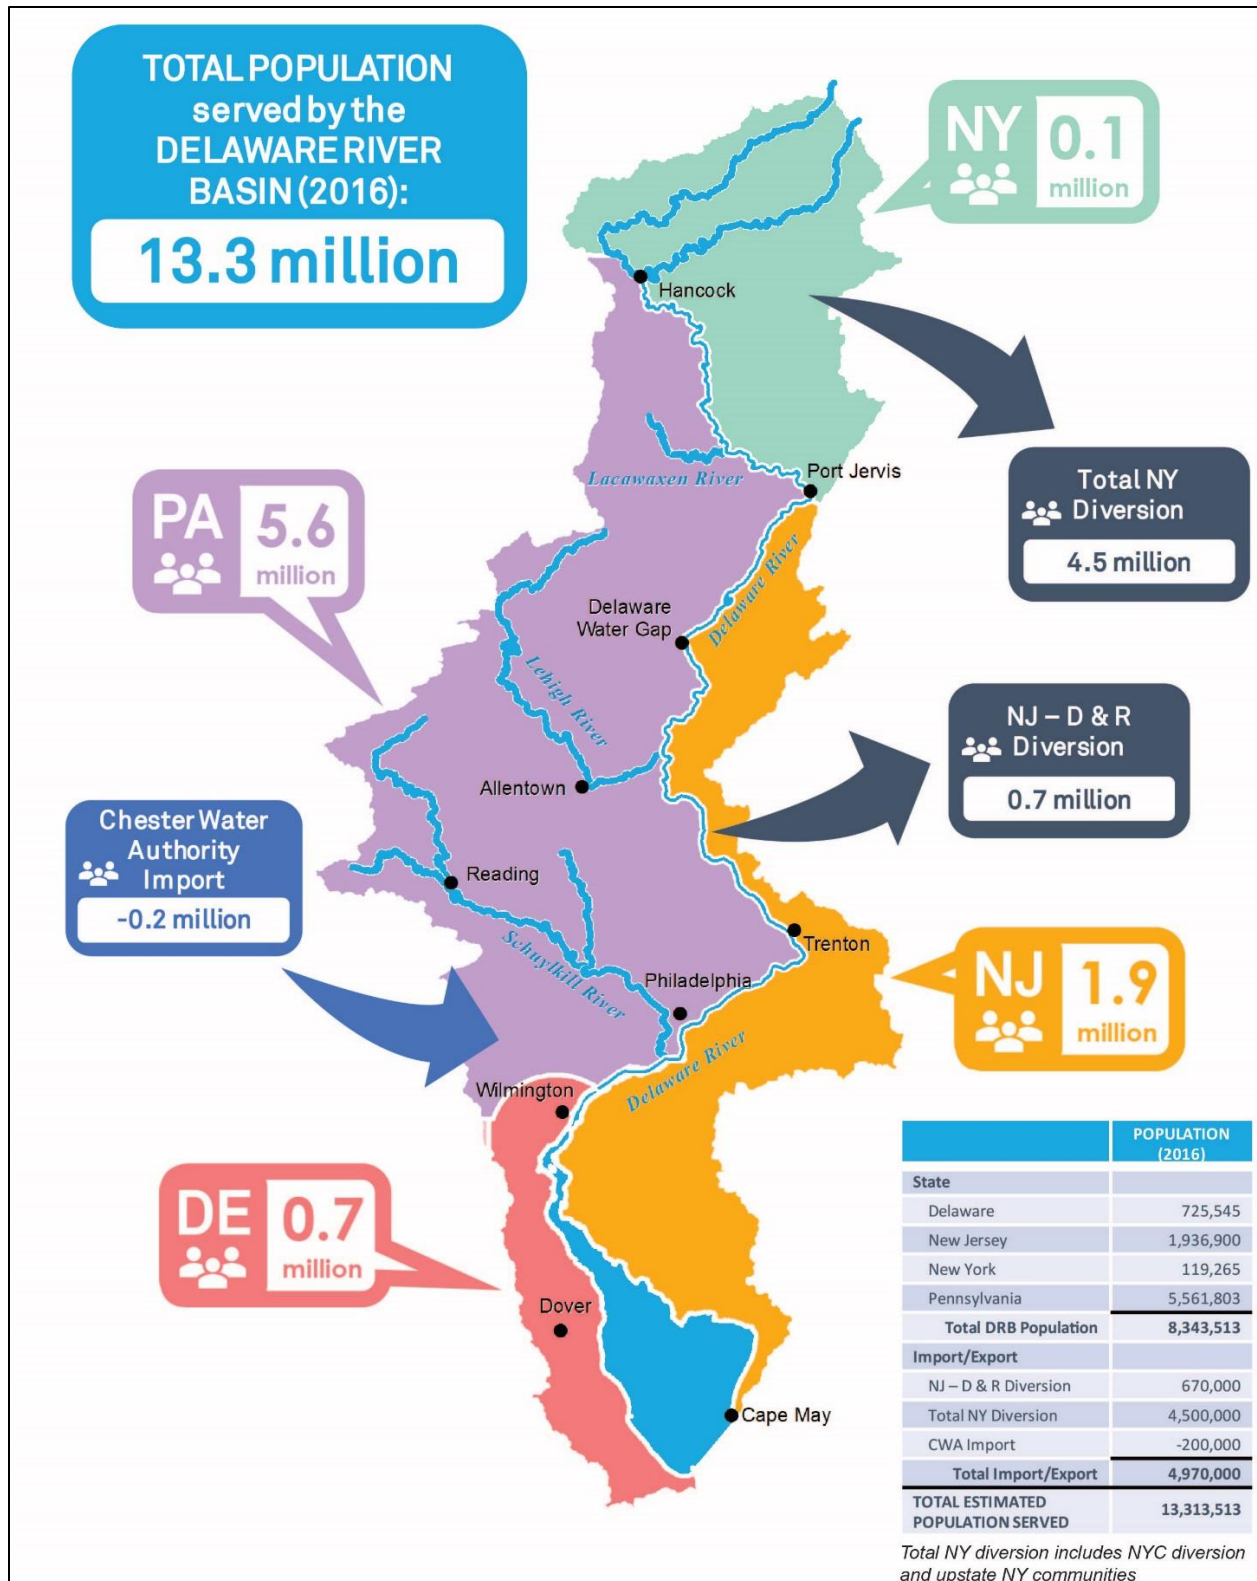 TOTAL POPULATION
served by the
DELAWARE RIVER
BASIN (2016):
13.3 million
NY 0.1
million
Hancock
Total NY
Diversion
4.5 million
Port Jervis
Lacawaxen River
PA 5.6
million
Delaware River
Delaware
Water Gap
Lehigh River
NJ – D & R
Diversion
0.7 million
Allentown
Chester Water
Authority
Import
-0.2 million
Reading
Trenton
Schuylkill River
Philadelphia
NJ 1.9
million
Delaware River
Wilmington
DE 0.7
million
Dover
Cape May
POPULATION
(2016)
State
Delaware 725,545
New Jersey 1,936,900
New York 119,265
Pennsylvania 5,561,803
Total DRB Population 8,343,513
Import/Export
NJ – D & R Diversion 670,000
Total NY Diversion 4,500,000
CWA Import -200,000
Total Import/Export 4,970,000
TOTAL ESTIMATED
POPULATION SERVED 13,313,513
Total NY diversion includes NYC diversion
and upstate NY communities